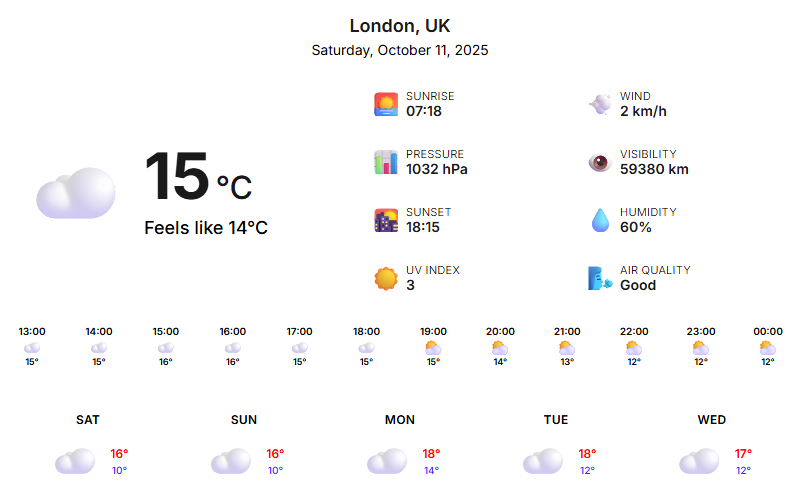 London, UK
Saturday, October 11, 2025
15 °C
Feels like 14°C
SUNRISE
07:18
WIND
2 km/h
PRESSURE
1032 hPa
VISIBILITY
59380 km
SUNSET
18:15
HUMIDITY
60%
UV INDEX
3
AIR QUALITY
Good
13:00 14:00 15:00 16:00 17:00 18:00 19:00 20:00 21:00 22:00 23:00 00:00
15° 15° 16° 16° 15° 15° 15° 14° 13° 12° 12° 12°
SAT SUN MON TUE WED
16° 16° 18° 18° 17°
10° 10° 14° 12° 12°